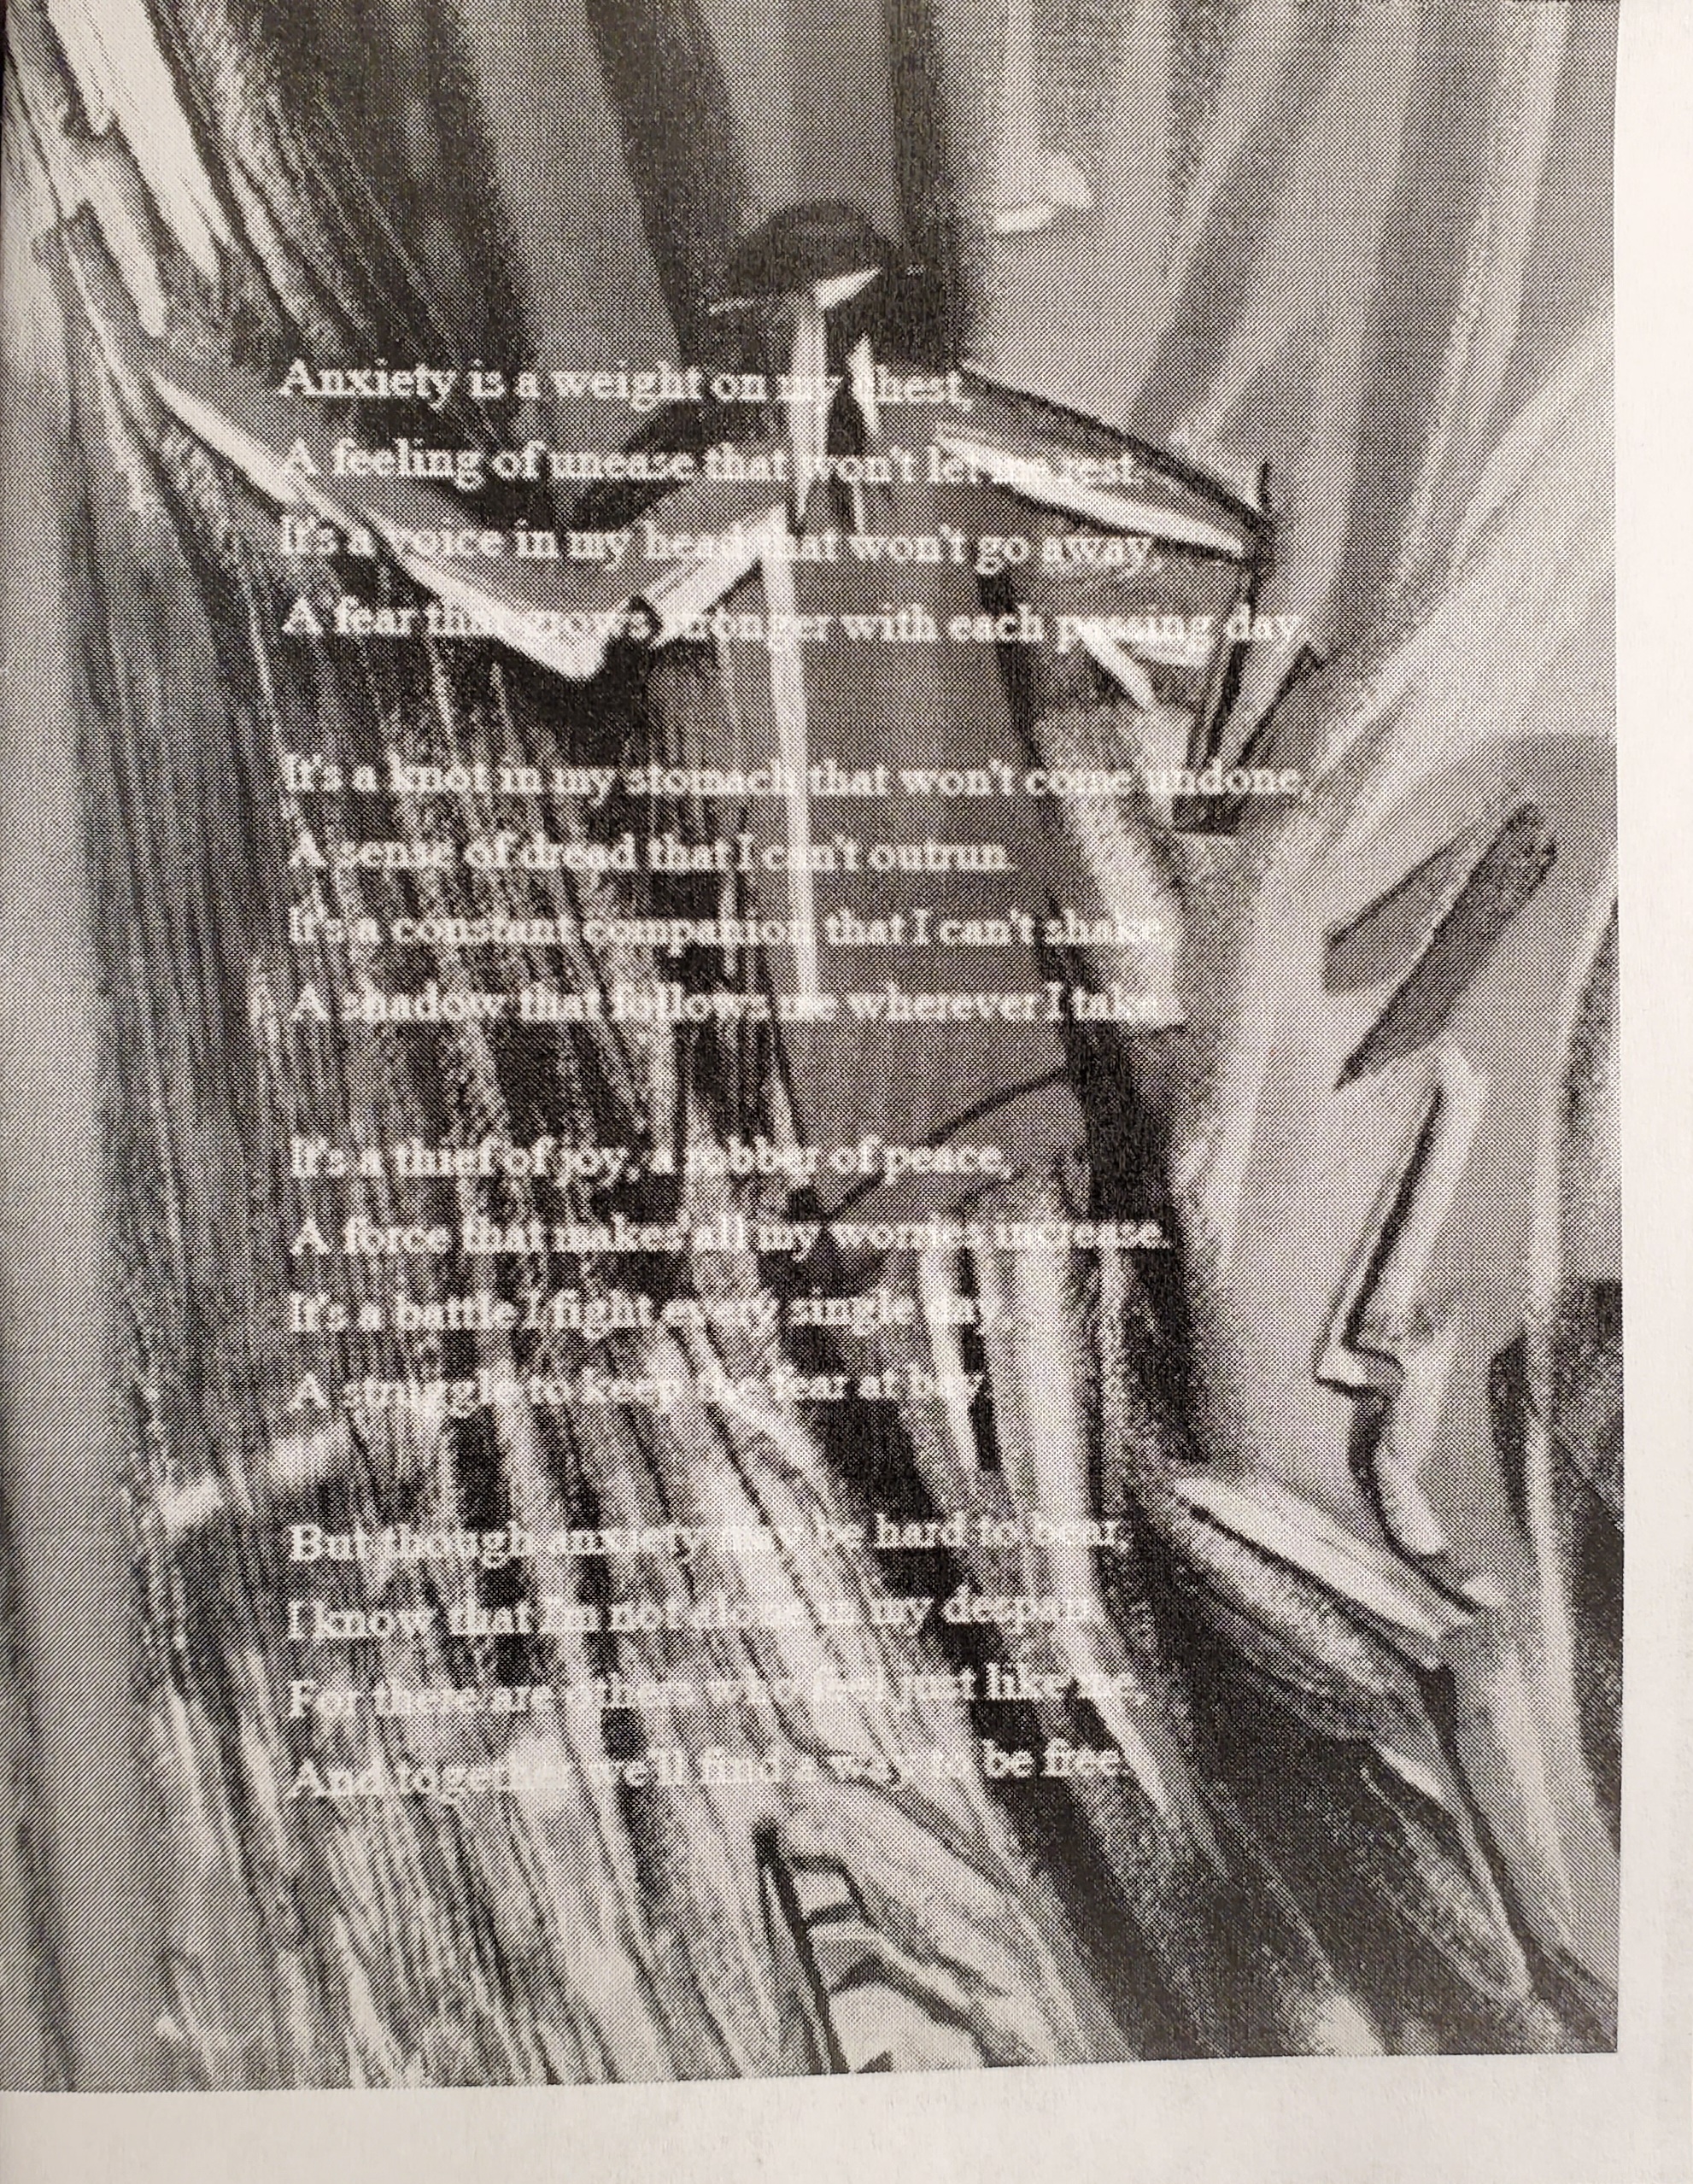 Anxiety is a weight on my chest,
A feeling of unease that won't let me rest.
It's a voice in my head that won't go away,
A fear that grows stronger with each passing day.
It's a knot in my stomach that won't come undone,
A sense of dread that I can't outrun.
It's a constant companion that I can't shake,
A shadow that follows me wherever I take.
It's a thief of joy, a robber of peace,
A force that makes all my worries increase.
It's a battle I fight every single day,
A struggle to keep the fear at bay.
But though anxiety may be hard to bear,
I know that I'm not alone in my despair.
For there are others who feel just like me,
And together we'll find a way to be free.